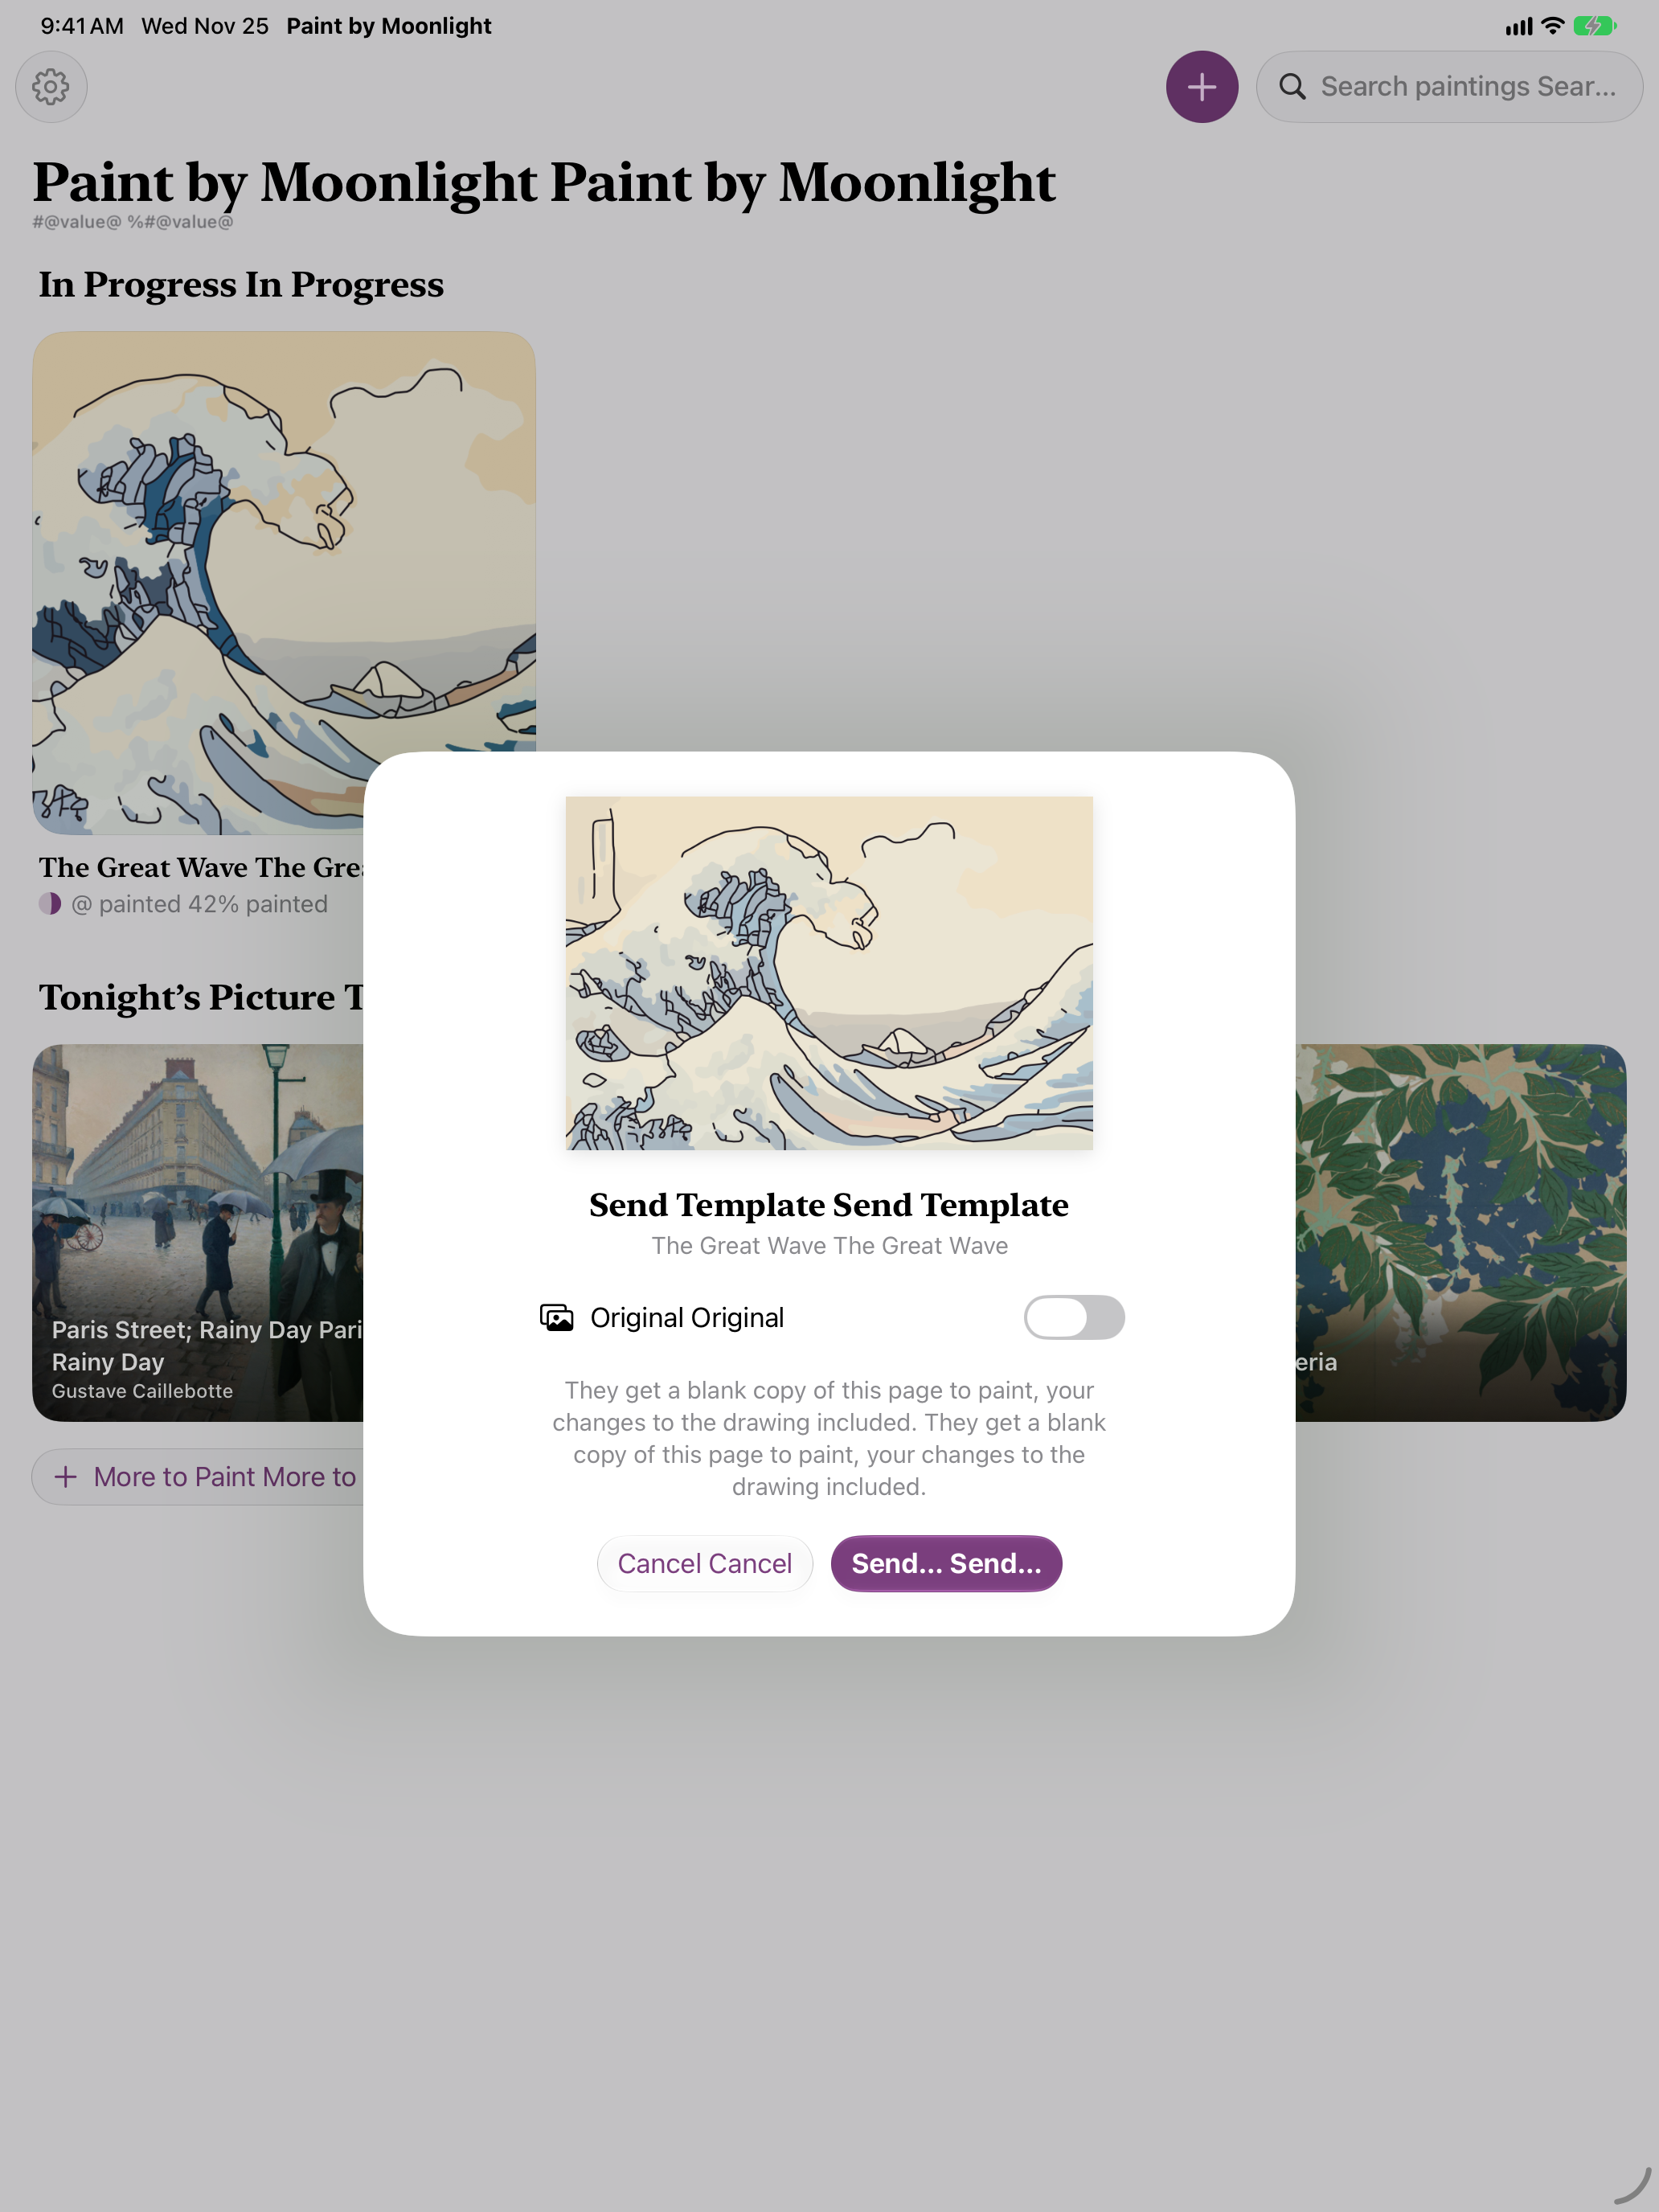 9:41 AM Wed Nov 25 Paint by Moonlight
Search paintings Sear...
Paint by Moonlight Paint by Moonlight
#@value@ %#@value@
In Progress In Progress
The Great Wave The Grea
@ painted 42% painted
Tonight’s Picture T
Paris Street; Rainy Day Pari
Rainy Day
Gustave Caillebotte
eria
More to Paint More to
Send Template Send Template
The Great Wave The Great Wave
Original Original
They get a blank copy of this page to paint, your
changes to the drawing included. They get a blank
copy of this page to paint, your changes to the
drawing included.
Cancel Cancel
Send... Send...